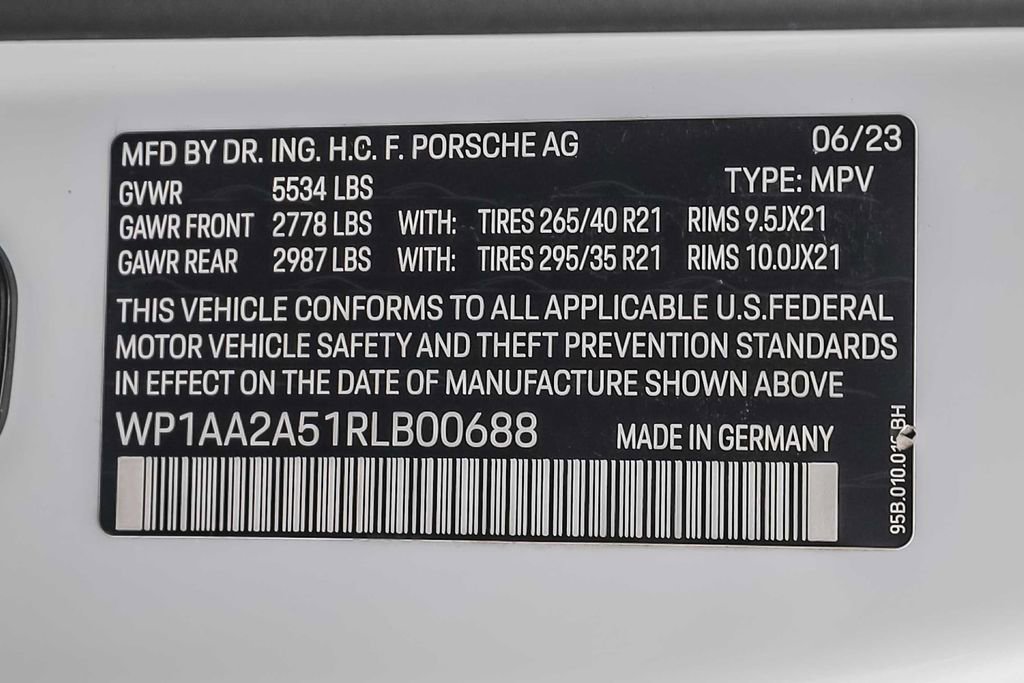 MFD BY DR. ING. H.C. F. PORSCHE AG 06/23
GVWR 5534 LBS TYPE: MPV
GAWR FRONT 2778 LBS WITH: TIRES 265/40 R21 RIMS 9.5JX21
GAWR REAR 2987 LBS WITH: TIRES 295/35 R21 RIMS 10.0JX21
THIS VEHICLE CONFORMS TO ALL APPLICABLE U.S.FEDERAL
MOTOR VEHICLE SAFETY AND THEFT PREVENTION STANDARDS
IN EFFECT ON THE DATE OF MANUFACTURE SHOWN ABOVE
WP1AA2A51RLB00688 MADE IN GERMANY